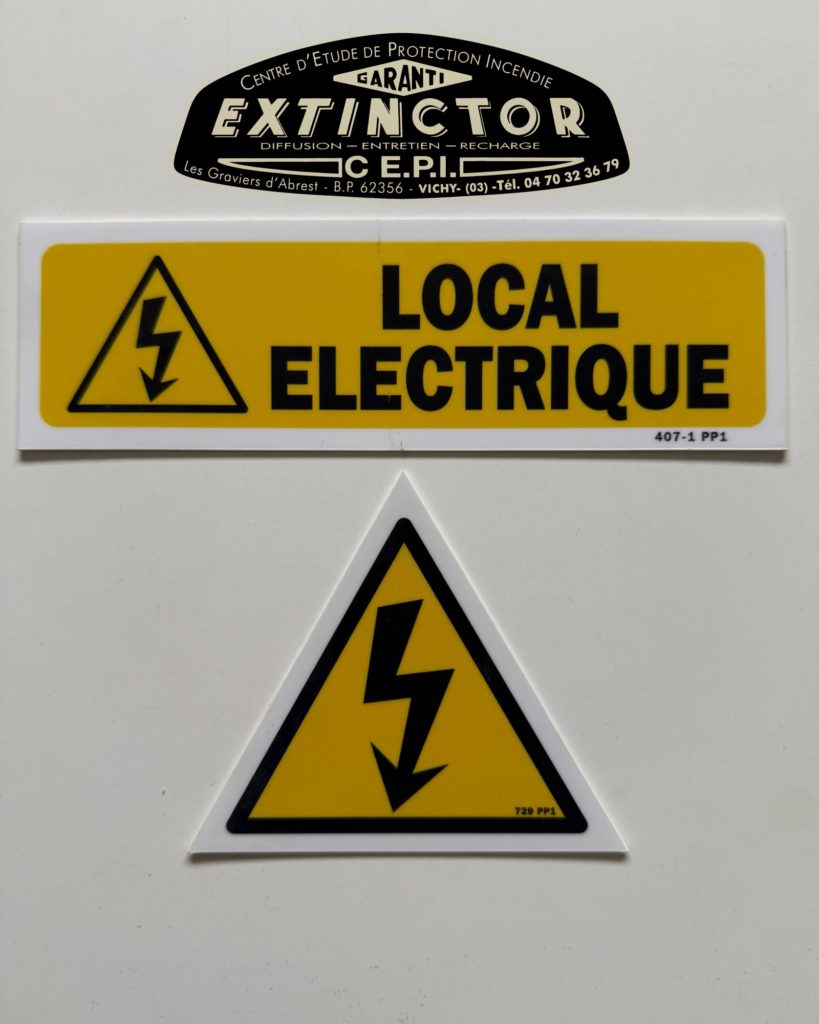 CENTRE D'ETUDE DE PROTECTION INCENDIE
GARANTI
EXTINCTOR
DIFFUSION – ENTRETIEN – RECHARGE
C E.P.I.
Les Graviers d'Abrest - B.P. 62356 - VICHY- (03) -Tél. 04 70 32 36 79
LOCAL
ELECTRIQUE
407-1 PP1
729 PP1